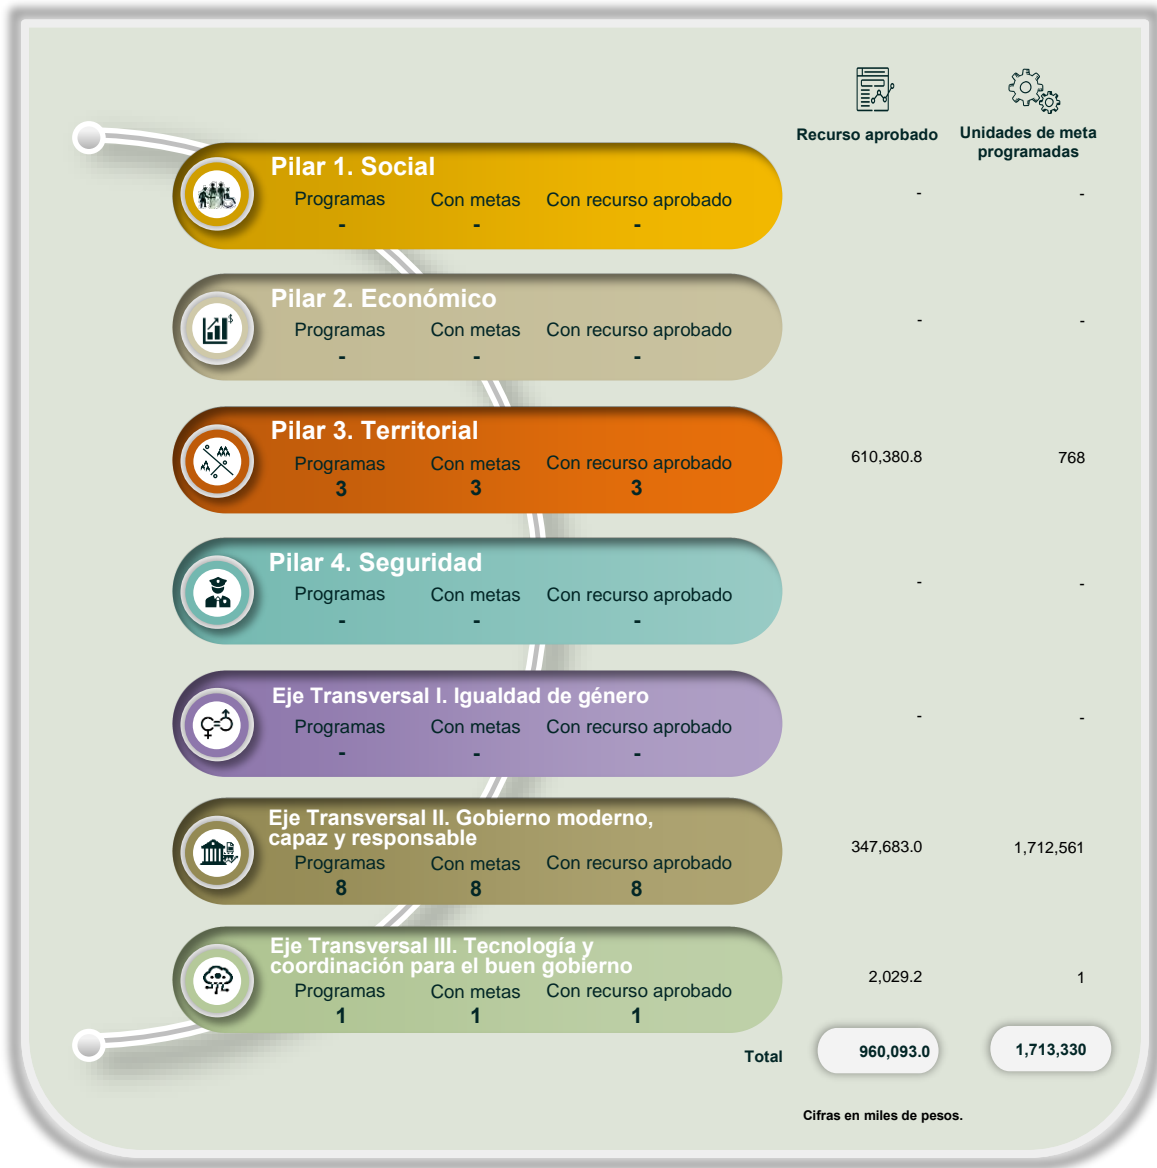 Recurso aprobado
Unidades de meta
programadas
Pilar 1. Social
Programas Con metas Con recurso aprobado
- - -
- -
Pilar 2. Económico
Programas Con metas Con recurso aprobado
- - -
- -
Pilar 3. Territorial
Programas Con metas Con recurso aprobado
3 3 3
610,380.8 768
Pilar 4. Seguridad
Programas Con metas Con recurso aprobado
- - -
- -
Eje Transversal I. Igualdad de género
Programas Con metas Con recurso aprobado
- - -
- -
Eje Transversal II. Gobierno moderno,
capaz y responsable
Programas Con metas Con recurso aprobado
8 8 8
347,683.0 1,712,561
Eje Transversal III. Tecnología y
coordinación para el buen gobierno
Programas Con metas Con recurso aprobado
1 1 1
2,029.2 1
Total 960,093.0 1,713,330
Cifras en miles de pesos.